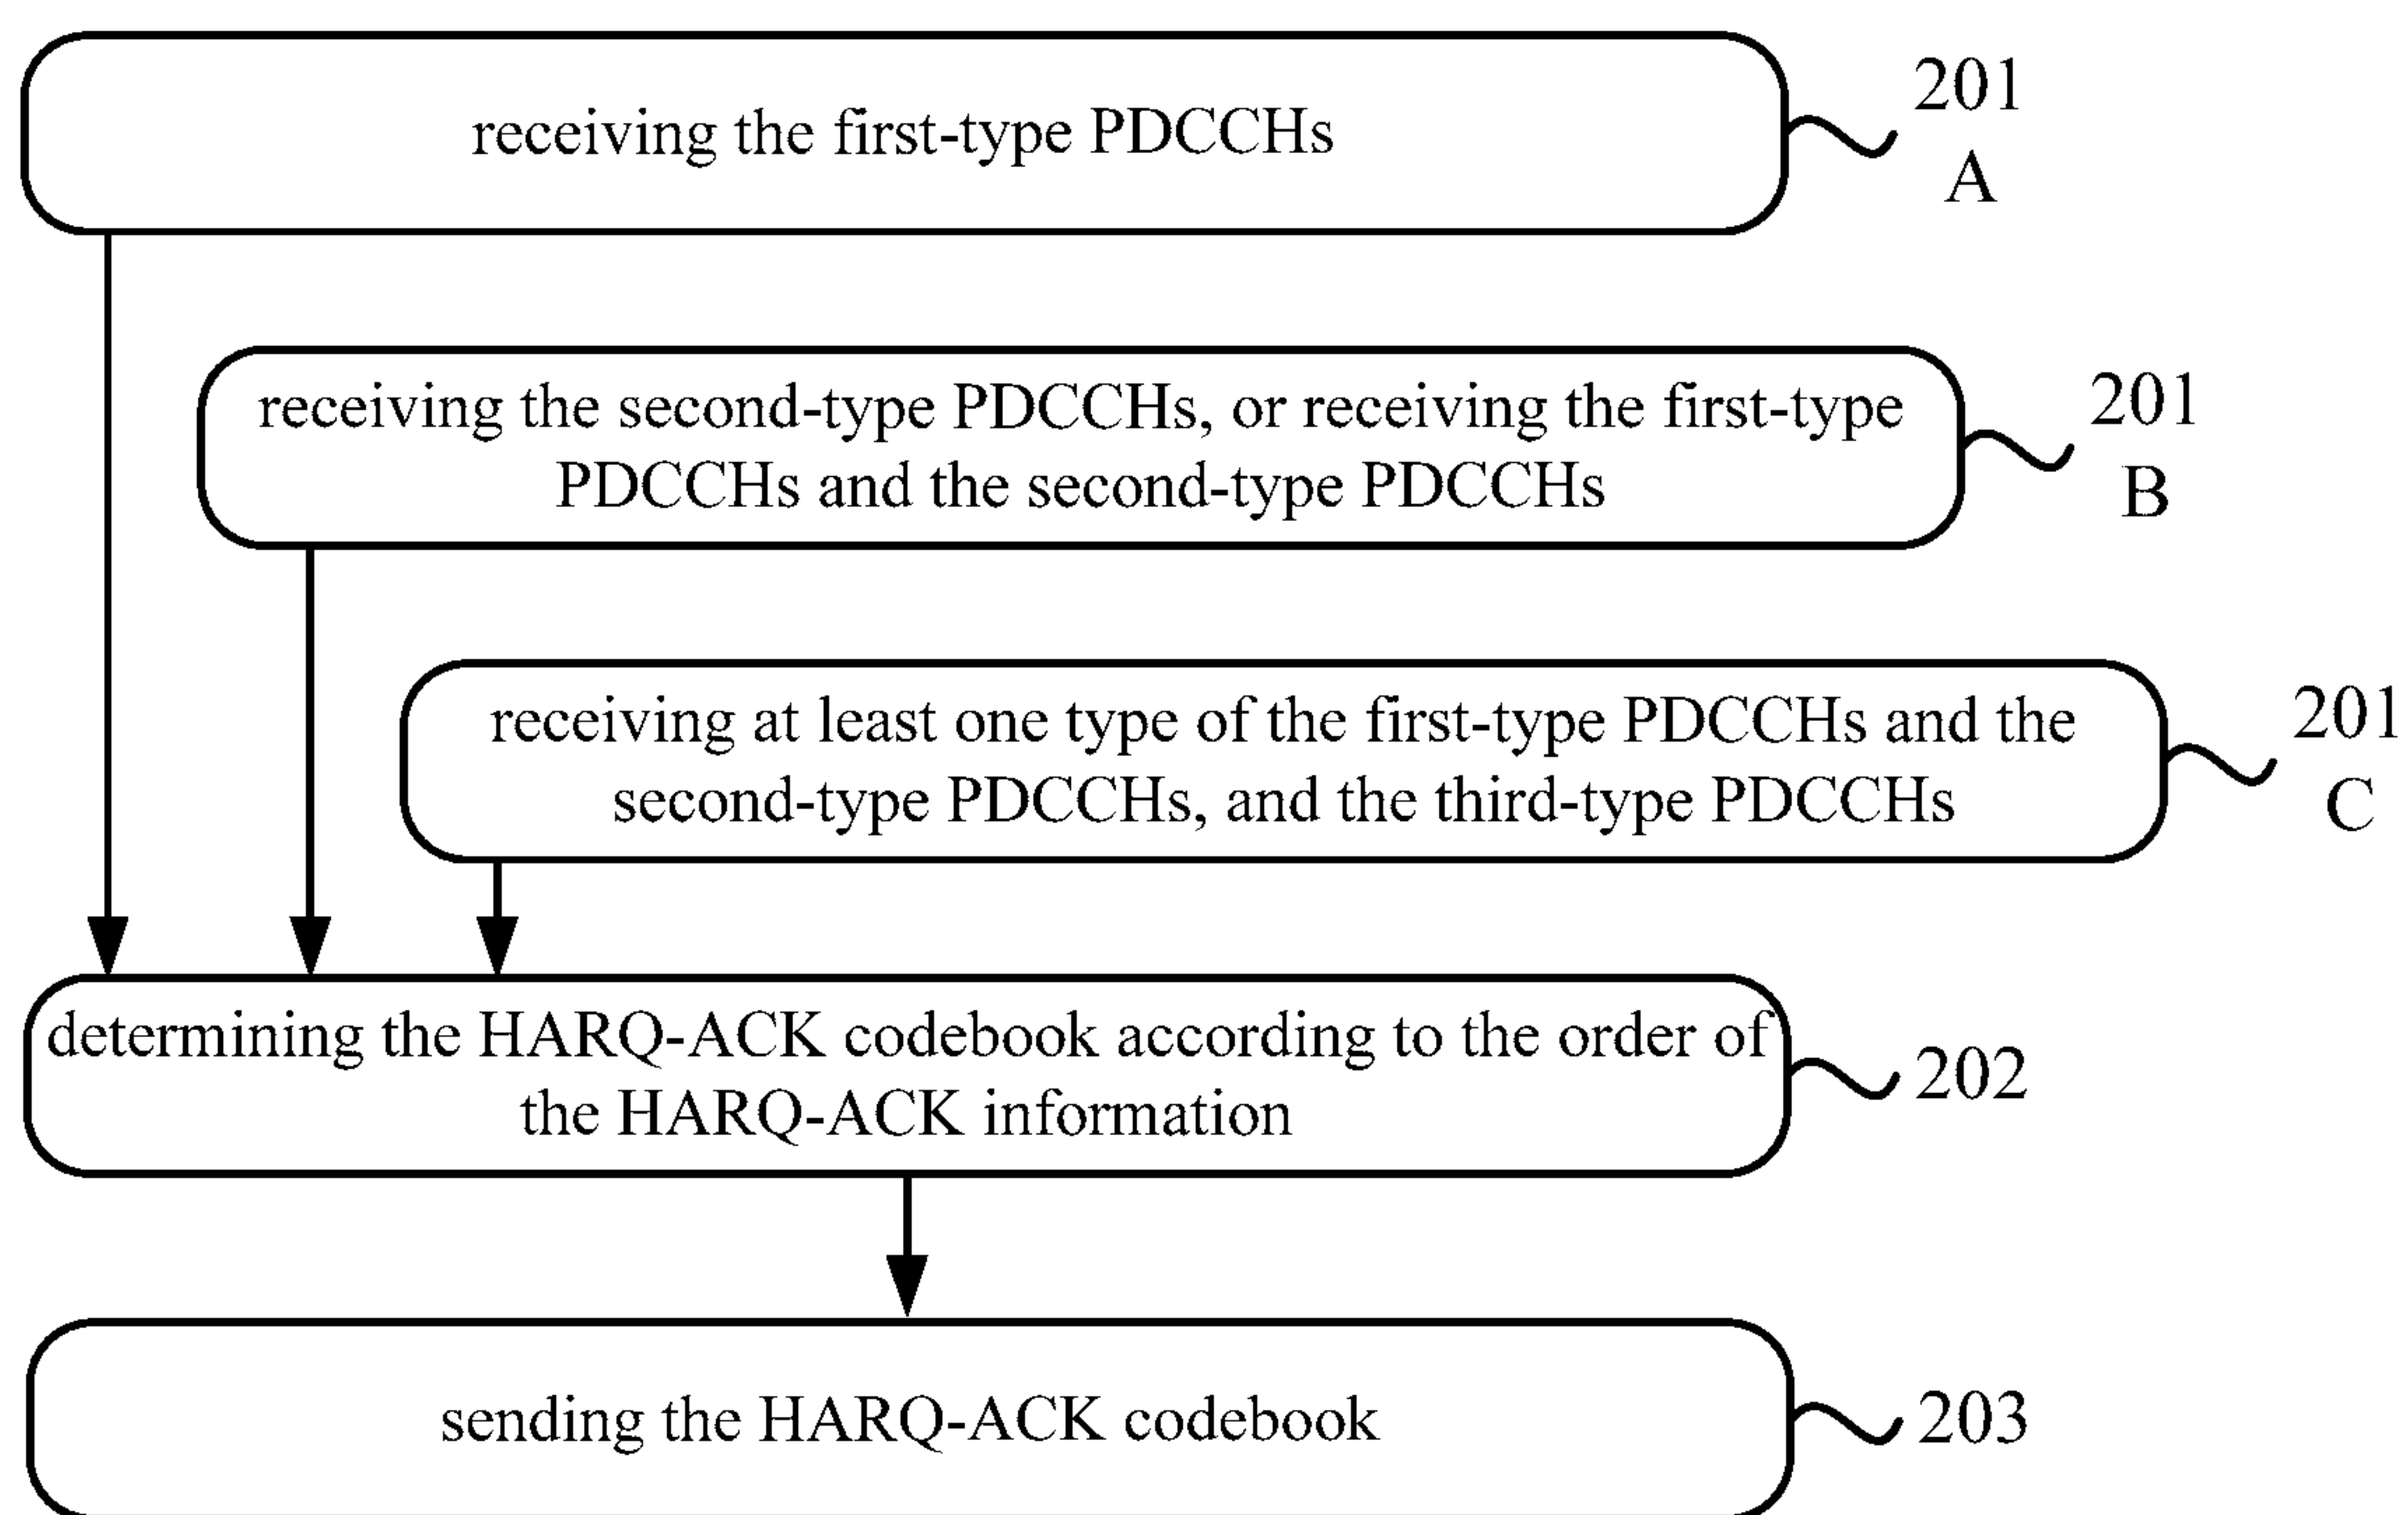 receiving the first-type PDCCHs
201
A
receiving the second-type PDCCHs, or receiving the first-type
PDCCHs and the second-type PDCCHs
201
B
receiving at least one type of the first-type PDCCHs and the
second-type PDCCHs, and the third-type PDCCHs
201
C
determining the HARQ-ACK codebook according to the order of
the HARQ-ACK information
202
sending the HARQ-ACK codebook
203